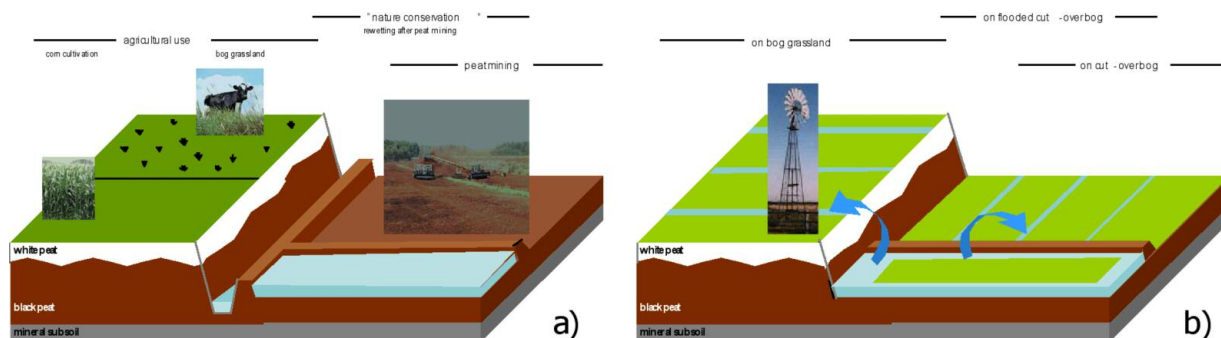 " nature conservation "
rewetting after peat mining
agricultural use
corn cultivation
bog grassland
peatmining
white peat
black peat
mineral subsoil
a)
on flooded cut - overbog
on bog grassland
on cut - overbog
white peat
black peat
mineral subsoil
b)